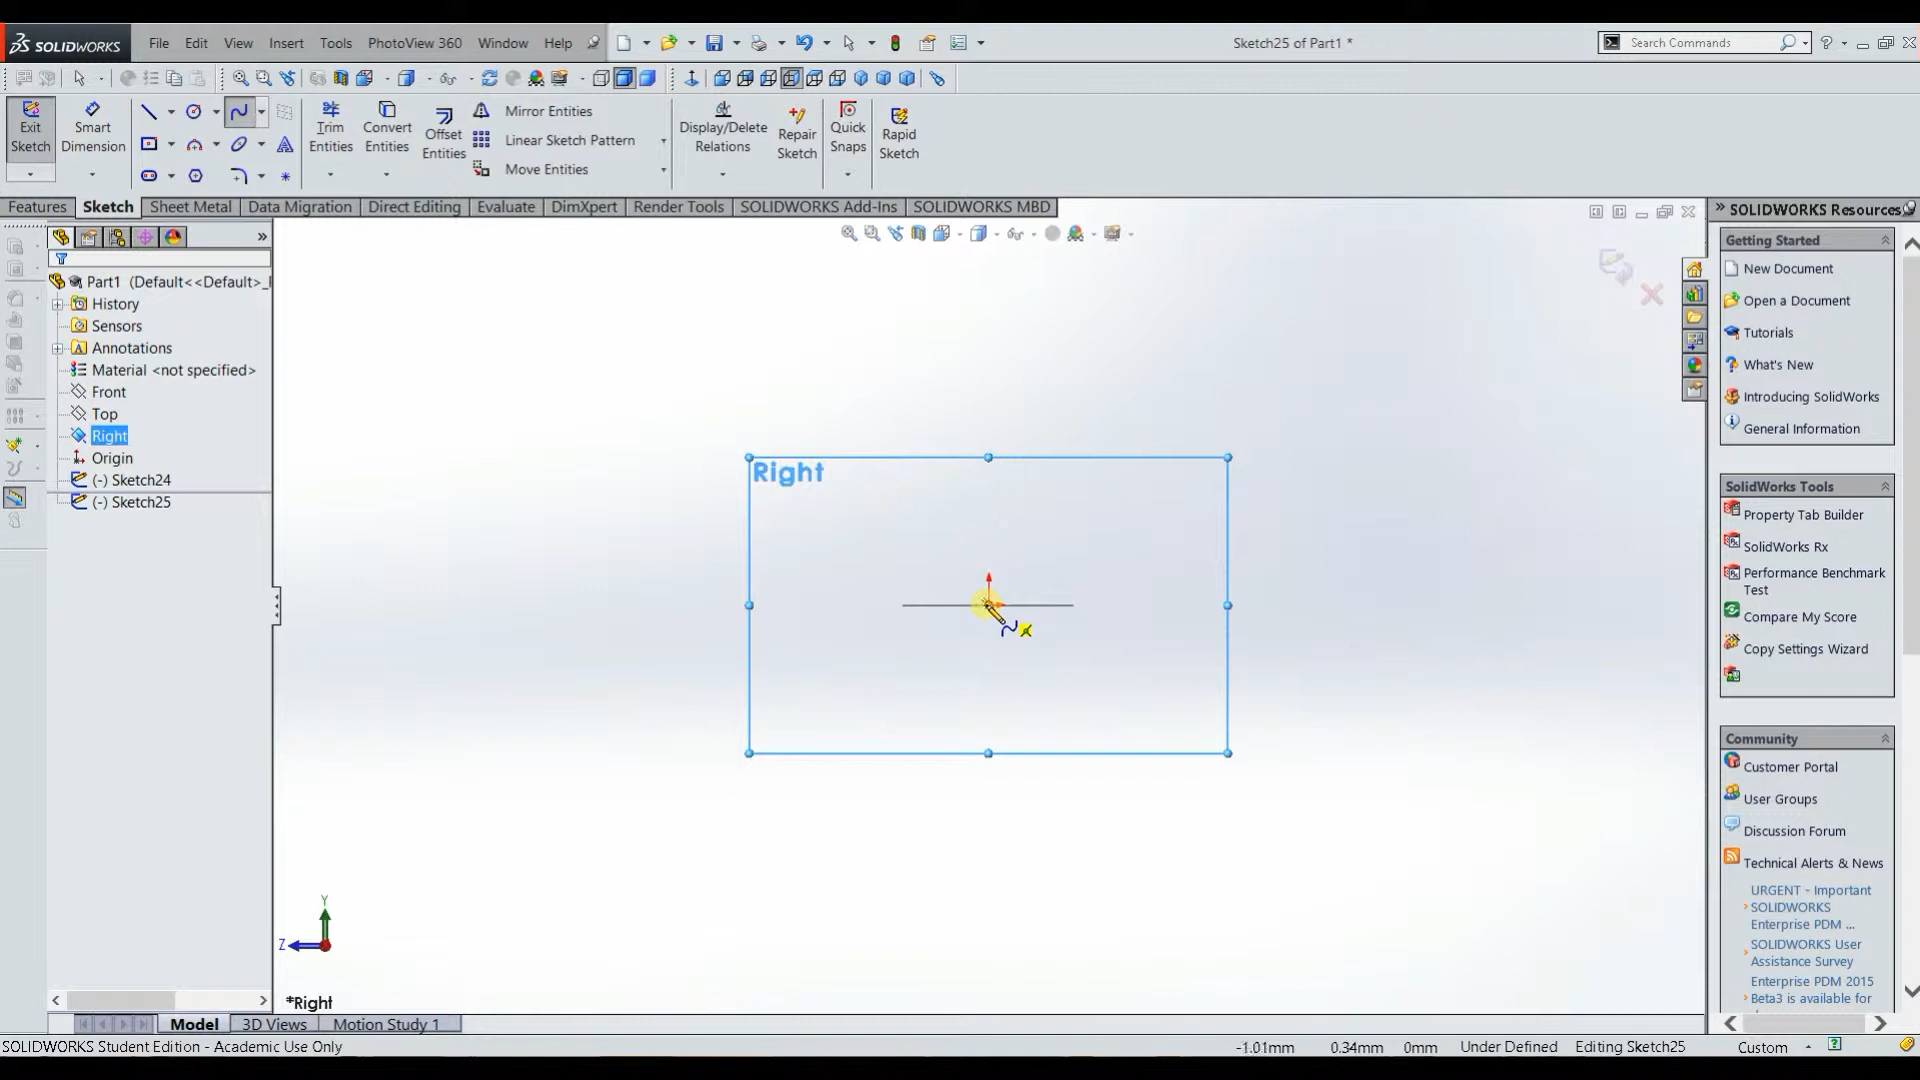 SOLIDWORKS File Edit View Insert Tools PhotoView 360 Window Help Sketch25 of Part1 * Search Commands
Exit Sketch
Smart Dimension
Trim Entities
Convert Entities
Offset Entities
Mirror Entities
Linear Sketch Pattern
Move Entities
Display/Delete Relations
Repair Sketch
Quick Snaps
Rapid Sketch
Features Sketch Sheet Metal Data Migration Direct Editing Evaluate DimXpert Render Tools SOLIDWORKS Add-Ins SOLIDWORKS MBD
Part1 (Default<<Default>_
History
Sensors
Annotations
Material <not specified>
Front
Top
Right
Origin
(-) Sketch24
(-) Sketch25
Right
Y
Z
*Right
SOLIDWORKS Resources
Getting Started
New Document
Open a Document
Tutorials
What's New
Introducing SolidWorks
General Information
SolidWorks Tools
Property Tab Builder
SolidWorks Rx
Performance Benchmark
Test
Compare My Score
Copy Settings Wizard
Community
Customer Portal
User Groups
Discussion Forum
Technical Alerts & News
URGENT - Important
SOLIDWORKS
Enterprise PDM ...
SOLIDWORKS User
Assistance Survey
Enterprise PDM 2015
Beta3 is available for
Model 3D Views Motion Study 1
SOLIDWORKS Student Edition - Academic Use Only -1.01mm 0.34mm 0mm Under Defined Editing Sketch25 Custom